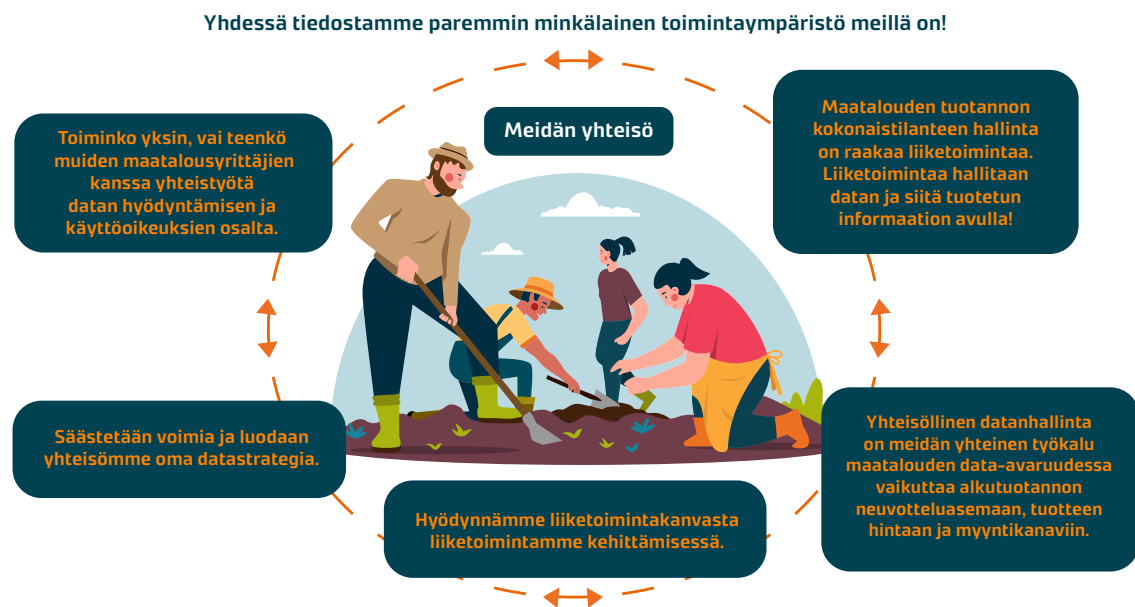 Yhdessä tiedostamme paremmin minkälainen toimintaympäristö meillä on!
Meidän yhteisö
Toiminko yksin, vai teenkö
muiden maatalousyrittäjien
kanssa yhteistyötä
datan hyödyntämisen ja
käyttöoikeuksien osalta.
Maatalouden tuotannon
kokonaistilanteen hallinta
on raakaa liiketoimintaa.
Liiketoimintaa hallitaan
datan ja siitä tuotetun
informaation avulla!
Säästetään voimia ja luodaan
yhteisömme oma datastrategia.
Hyödynnämme liiketoimintakanvasta
liiketoimintamme kehittämisessä.
Yhteisöllinen datanhallinta
on meidän yhteinen työkalu
maatalouden data-avaruudessa
vaikuttaa alkutuotannon
neuvotteluasemaan, tuotteen
hintaan ja myyntikanaviin.